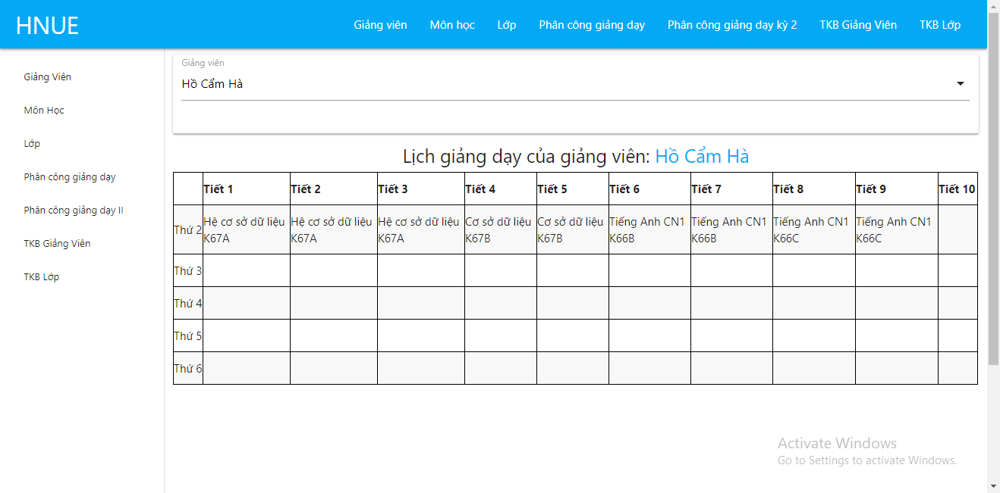 HNUE
Giảng viên Môn học Lớp Phân công giảng dạy Phân công giảng dạy kỳ 2 TKB Giảng Viên TKB Lớp
Giảng Viên
Môn Học
Lớp
Phân công giảng dạy
Phân công giảng dạy II
TKB Giảng Viên
TKB Lớp
Giảng viên
Hồ Cẩm Hà
Lịch giảng dạy của giảng viên: Hồ Cẩm Hà
Tiết 1 Tiết 2 Tiết 3 Tiết 4 Tiết 5 Tiết 6 Tiết 7 Tiết 8 Tiết 9 Tiết 10
Thứ 2
Hệ cơ sở dữ liệu Hệ cơ sở dữ liệu Hệ cơ sở dữ liệu Cơ sở dữ liệu Cơ sở dữ liệu Tiếng Anh CN1 Tiếng Anh CN1 Tiếng Anh CN1 Tiếng Anh CN1
K67A K67A K67A K67B K67B K66B K66B K66C K66C
Thứ 3
Thứ 4
Thứ 5
Thứ 6
Activate Windows
Go to Settings to activate Windows.